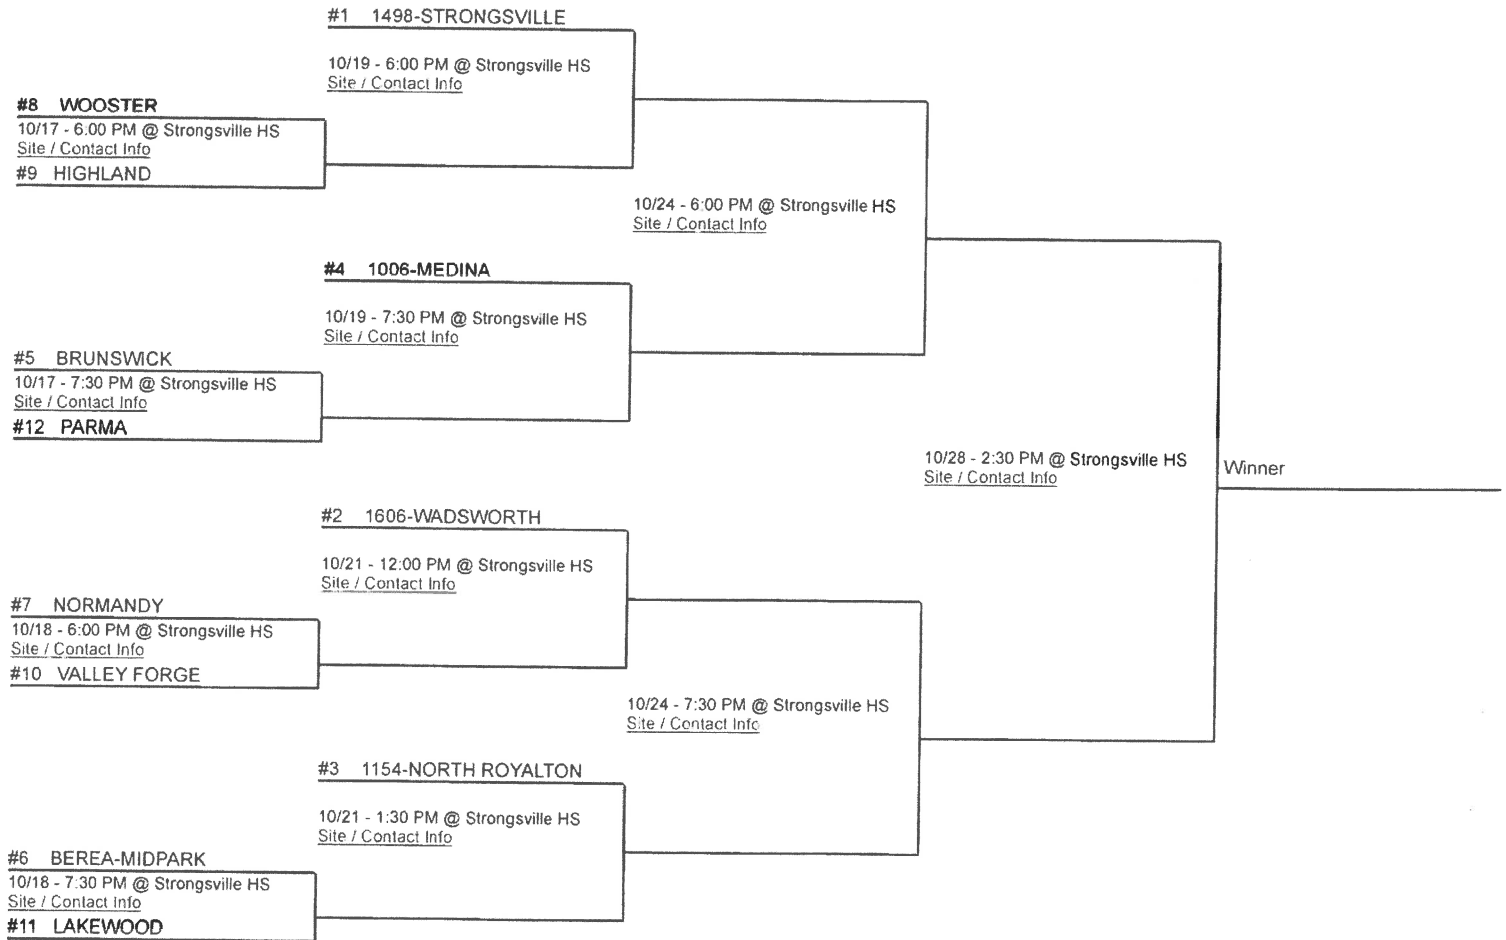 #1 1498-STRONGSVILLE
10/19 - 6:00 PM @ Strongsville HS
Site / Contact Info
#8 WOOSTER
10/17 - 6:00 PM @ Strongsville HS
Site / Contact Info
#9 HIGHLAND
10/24 - 6:00 PM @ Strongsville HS
Site / Contact Info
#4 1006-MEDINA
10/19 - 7:30 PM @ Strongsville HS
Site / Contact Info
#5 BRUNSWICK
10/17 - 7:30 PM @ Strongsville HS
Site / Contact Info
#12 PARMA
10/28 - 2:30 PM @ Strongsville HS
Site / Contact Info
Winner
#2 1606-WADSWORTH
10/21 - 12:00 PM @ Strongsville HS
Site / Contact Info
#7 NORMANDY
10/18 - 6:00 PM @ Strongsville HS
Site / Contact Info
#10 VALLEY FORGE
10/24 - 7:30 PM @ Strongsville HS
Site / Contact Info
#3 1154-NORTH ROYALTON
10/21 - 1:30 PM @ Strongsville HS
Site / Contact Info
#6 BEREA-MIDPARK
10/18 - 7:30 PM @ Strongsville HS
Site / Contact Info
#11 LAKEWOOD